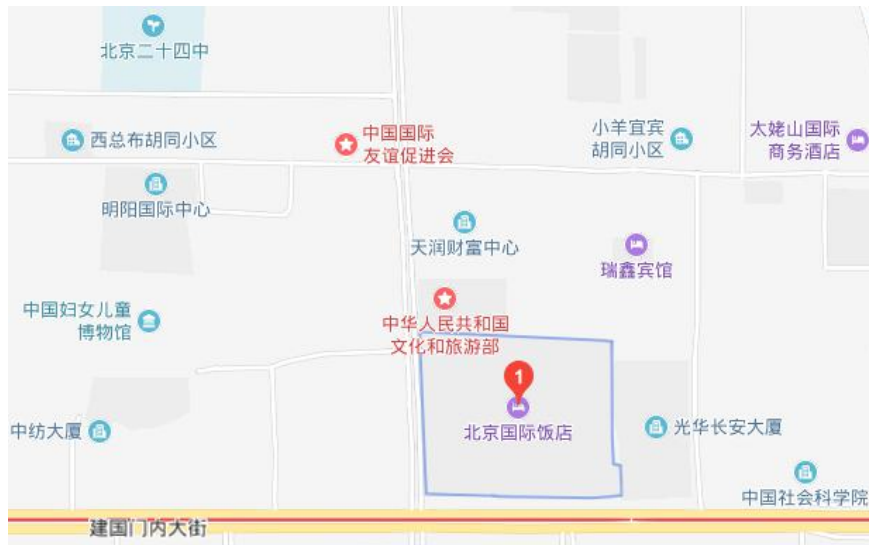 北京二十四中
西总布胡同小区
中国国际
友谊促进会
小羊宜宾
胡同小区
太姥山国际
商务酒店
明阳国际中心
天润财富中心
瑞鑫宾馆
中国妇女儿童
博物馆
中华人民共和国
文化和旅游部
1
北京国际饭店
中纺大厦
光华长安大厦
中国社会科学院
建国门内大街